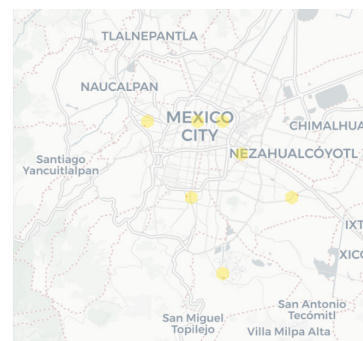 TLALNEPANTLA
NAUCALPAN
MEXICO
CITY
CHIMALHUA
NEZAHUALCÓYOTL
Santiago
Yancuitlalpan
IXT
XIC
San Antonio
Tecómitl
San Miguel
Topilejo
Villa Milpa Alta